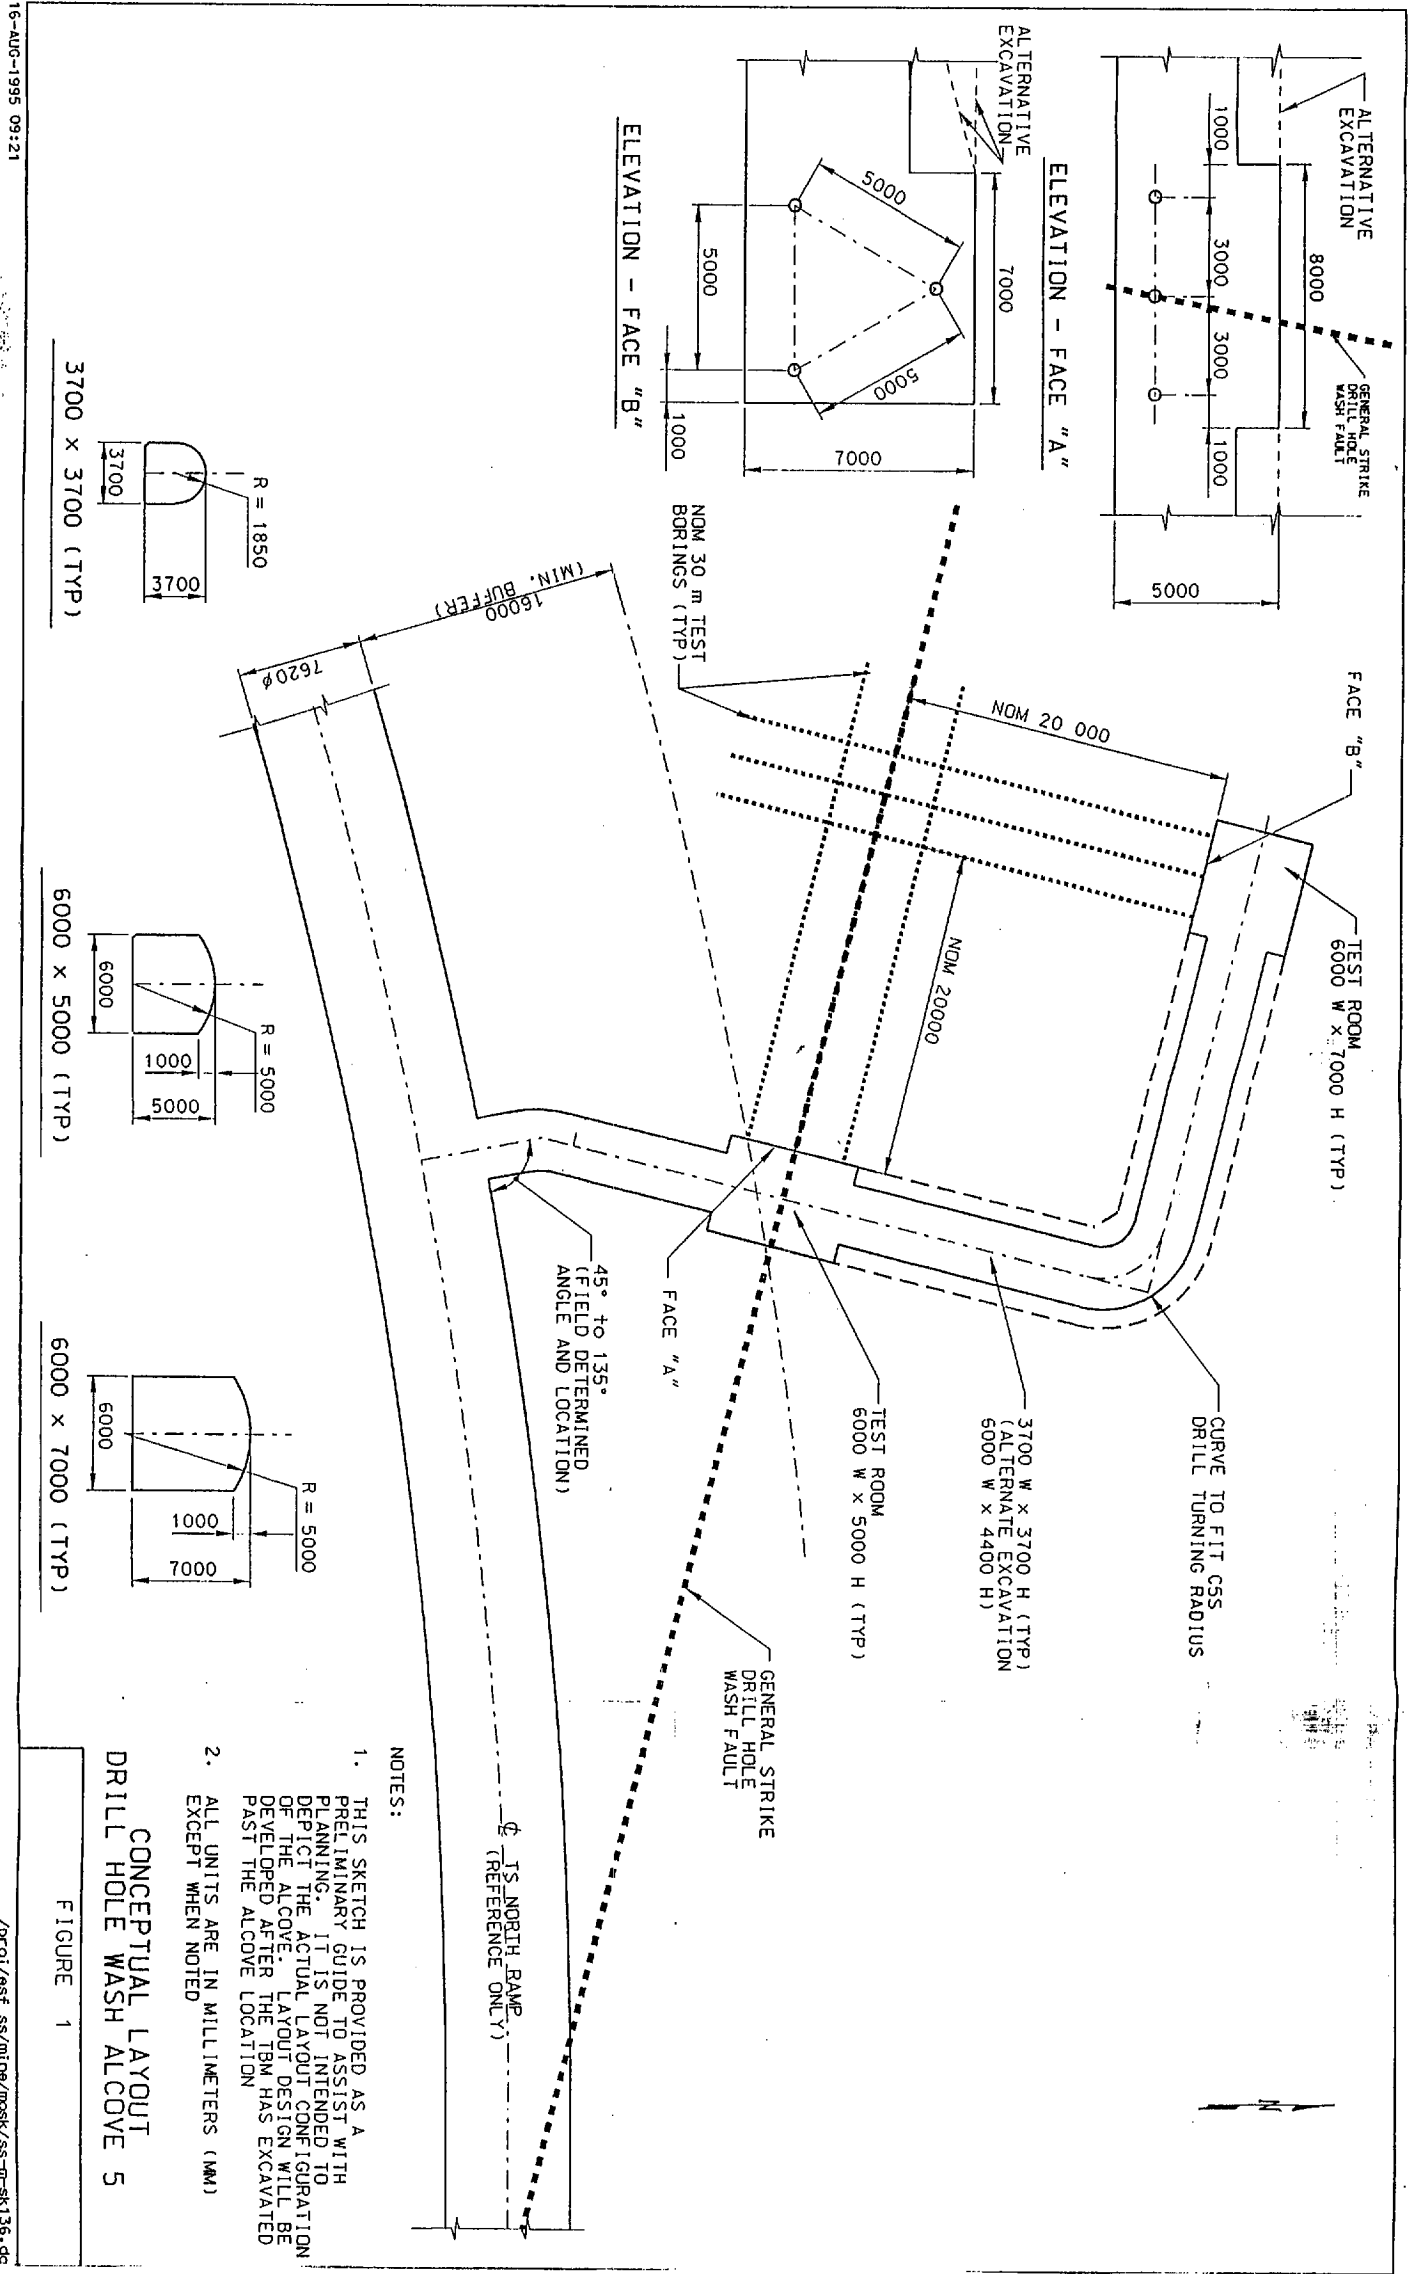 ALTERNATIVE
EXCAVATION
1000
8000
3000
3000
1000
GENERAL STRIKE
DRILL HOLE
WASH FAULT
5000
ELEVATION - FACE "A"
ALTERNATIVE
EXCAVATION
5000
7000
5000
5000
1000
7000
ELEVATION - FACE "B"
FACE "B"
TEST ROOM
6000 W x 7000 H (TYP)
NOM 20 000
NOM 20000
NOM 30 m TEST
BORINGS (TYP)
CURVE TO FIT C5S
DRILL TURNING RADIUS
3700 W x 3700 H (TYP)
(ALTERNATE EXCAVATION
6000 W x 4400 H)
TEST ROOM
6000 W x 5000 H (TYP)
FACE "A"
45° to 135°
(FIELD DETERMINED
ANGLE AND LOCATION)
GENERAL STRIKE
DRILL HOLE
WASH FAULT
16000
(MIN. BUFFER)
7620ϕ
℄ TS NORTH RAMP
(REFERENCE ONLY)
N
R = 1850
3700
3700
3700 x 3700 (TYP)
R = 5000
6000
1000
5000
6000 x 5000 (TYP)
R = 5000
6000
1000
7000
6000 x 7000 (TYP)
NOTES:
1. THIS SKETCH IS PROVIDED AS A
PRELIMINARY GUIDE TO ASSIST WITH
PLANNING. IT IS NOT INTENDED TO
DEPICT THE ACTUAL LAYOUT CONFIGURATION
OF THE ALCOVE. LAYOUT DESIGN WILL BE
DEVELOPED AFTER THE TBM HAS EXCAVATED
PAST THE ALCOVE LOCATION
2. ALL UNITS ARE IN MILLIMETERS (MM)
EXCEPT WHEN NOTED
CONCEPTUAL LAYOUT
DRILL HOLE WASH ALCOVE 5
FIGURE 1
16-AUG-1995 09:21